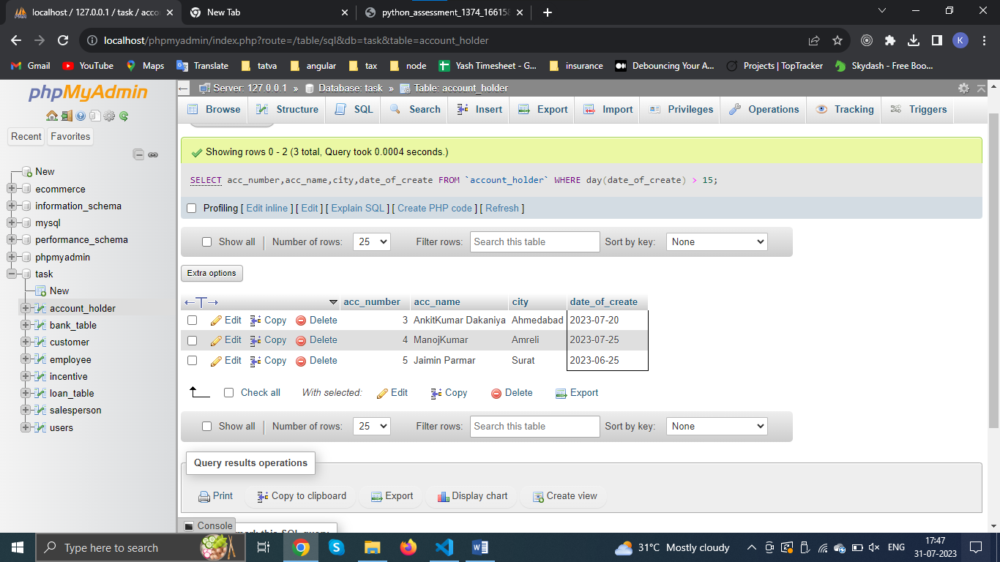 localhost / 127.0.0.1 / task / acco
New Tab
python_assessment_1374_16615
localhost/phpmyadmin/index.php?route=/table/sql&db=task&table=account_holder
K
Gmail YouTube Maps Translate tatva angular tax node Yash Timesheet - G... insurance Debouncing Your A... Projects | TopTracker Skydash - Free Boo...
phpMyAdmin
Recent Favorites
New
ecommerce
information_schema
mysql
performance_schema
phpmyadmin
task
New
account_holder
bank_table
customer
employee
incentive
loan_table
salesperson
users
Server: 127.0.0.1 » Database: task » Table: account_holder
Browse Structure SQL Search Insert Export Import Privileges Operations Tracking Triggers
Showing rows 0 - 2 (3 total, Query took 0.0004 seconds.)
SELECT acc_number,acc_name,city,date_of_create FROM `account_holder` WHERE day(date_of_create) > 15;
Profiling [ Edit inline ] [ Edit ] [ Explain SQL ] [ Create PHP code ] [ Refresh ]
Show all Number of rows: 25 Filter rows: Search this table Sort by key: None
Extra options
acc_number acc_name city date_of_create
Edit Copy Delete 3 AnkitKumar Dakaniya Ahmedabad 2023-07-20
Edit Copy Delete 4 ManojKumar Amreli 2023-07-25
Edit Copy Delete 5 Jaimin Parmar Surat 2023-06-25
Check all With selected: Edit Copy Delete Export
Show all Number of rows: 25 Filter rows: Search this table Sort by key: None
Query results operations
Print Copy to clipboard Export Display chart Create view
Console
mark this SQL query
Type here to search
31°C Mostly cloudy
ENG
17:47
31-07-2023